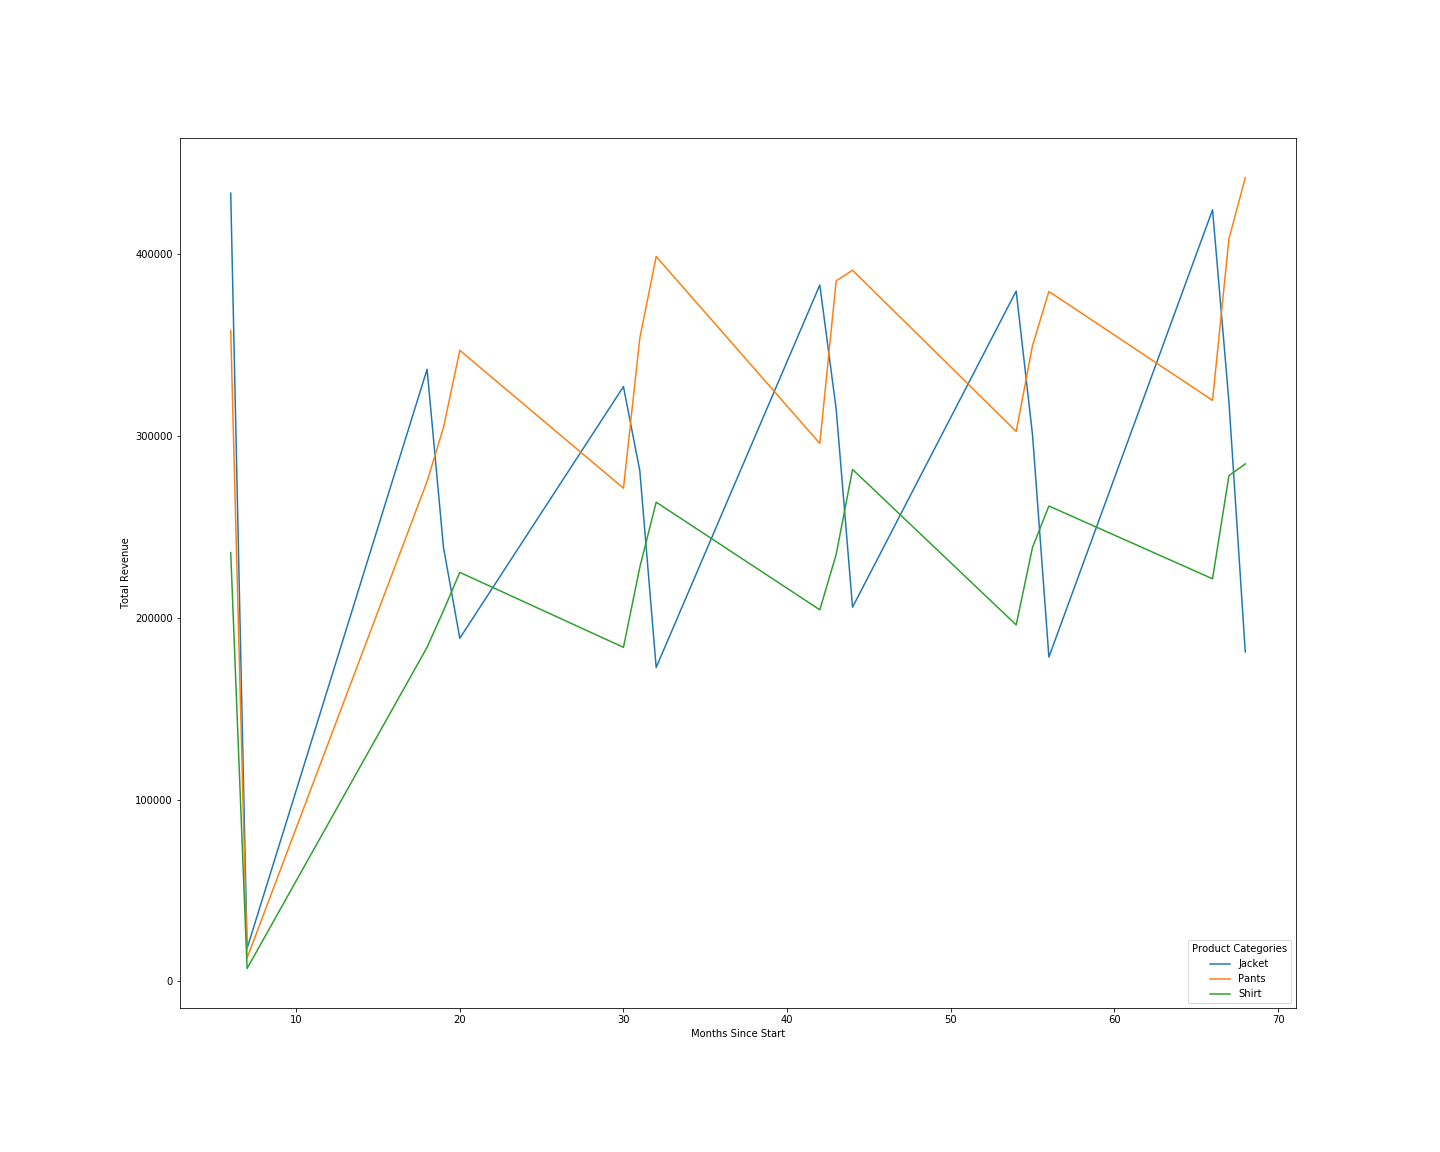 Total Revenue
400000
300000
200000
100000
0
10 20 30 40 50 60 70
Months Since Start
Product Categories
Jacket
Pants
Shirt